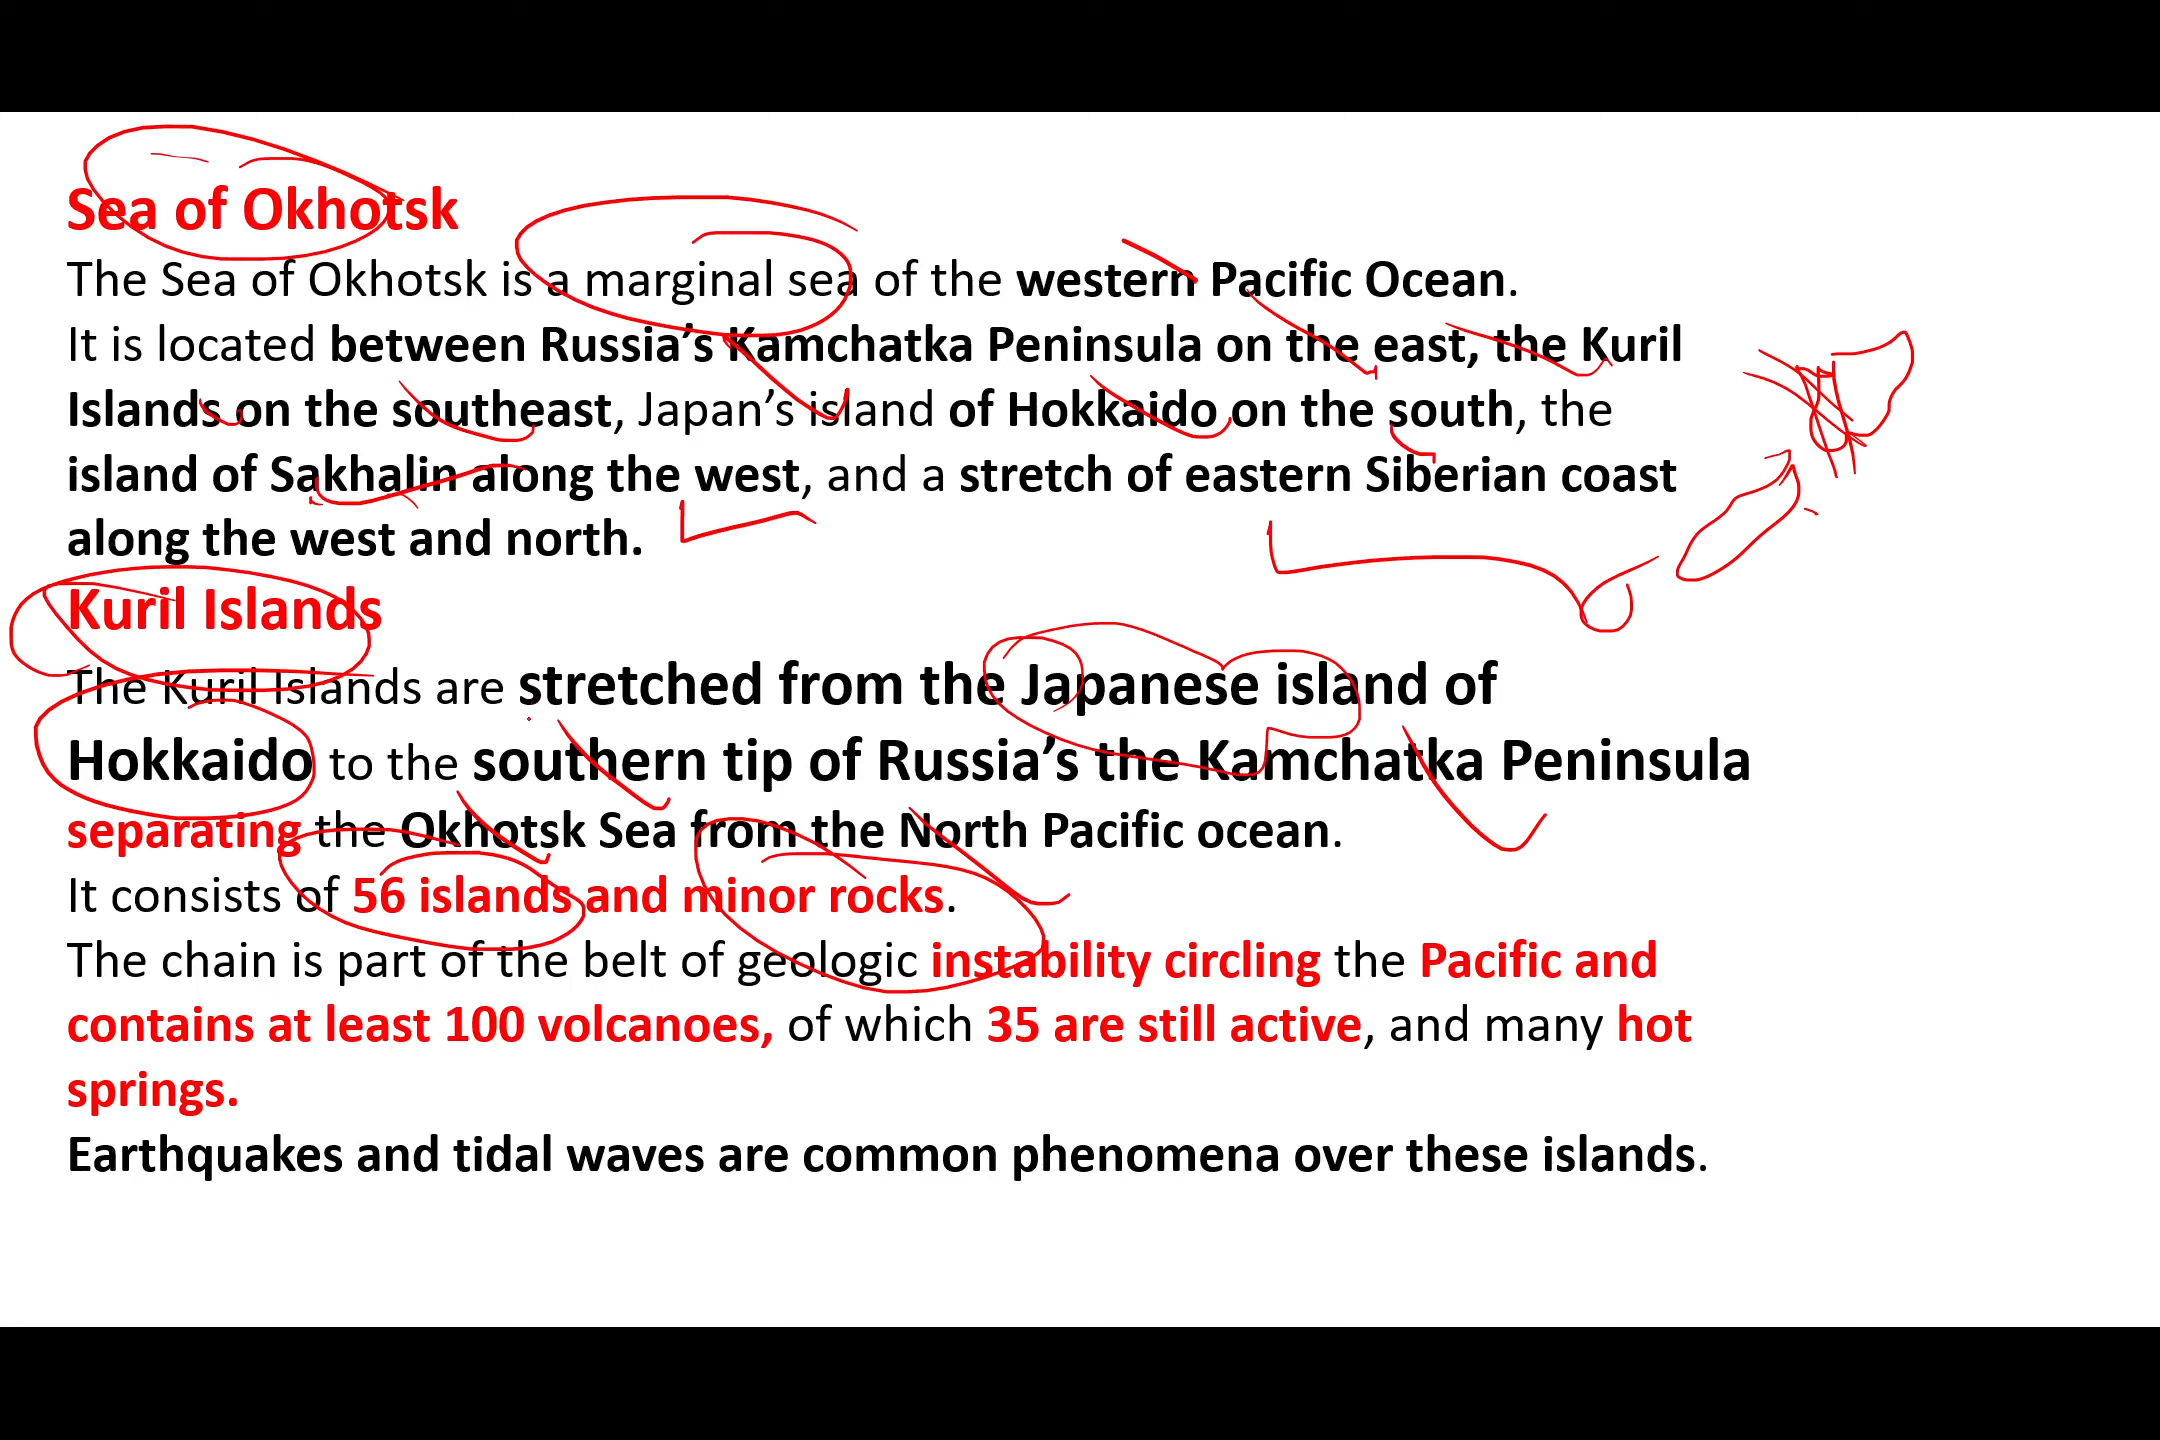 Sea of Okhotsk
The Sea of Okhotsk is a marginal sea of the western Pacific Ocean.
It is located between Russia’s Kamchatka Peninsula on the east, the Kuril
Islands on the southeast, Japan’s island of Hokkaido on the south, the
island of Sakhalin along the west, and a stretch of eastern Siberian coast
along the west and north.
Kuril Islands
The Kuril Islands are stretched from the Japanese island of
Hokkaido to the southern tip of Russia’s the Kamchatka Peninsula
separating the Okhotsk Sea from the North Pacific ocean.
It consists of 56 islands and minor rocks.
The chain is part of the belt of geologic instability circling the Pacific and
contains at least 100 volcanoes, of which 35 are still active, and many hot
springs.
Earthquakes and tidal waves are common phenomena over these islands.